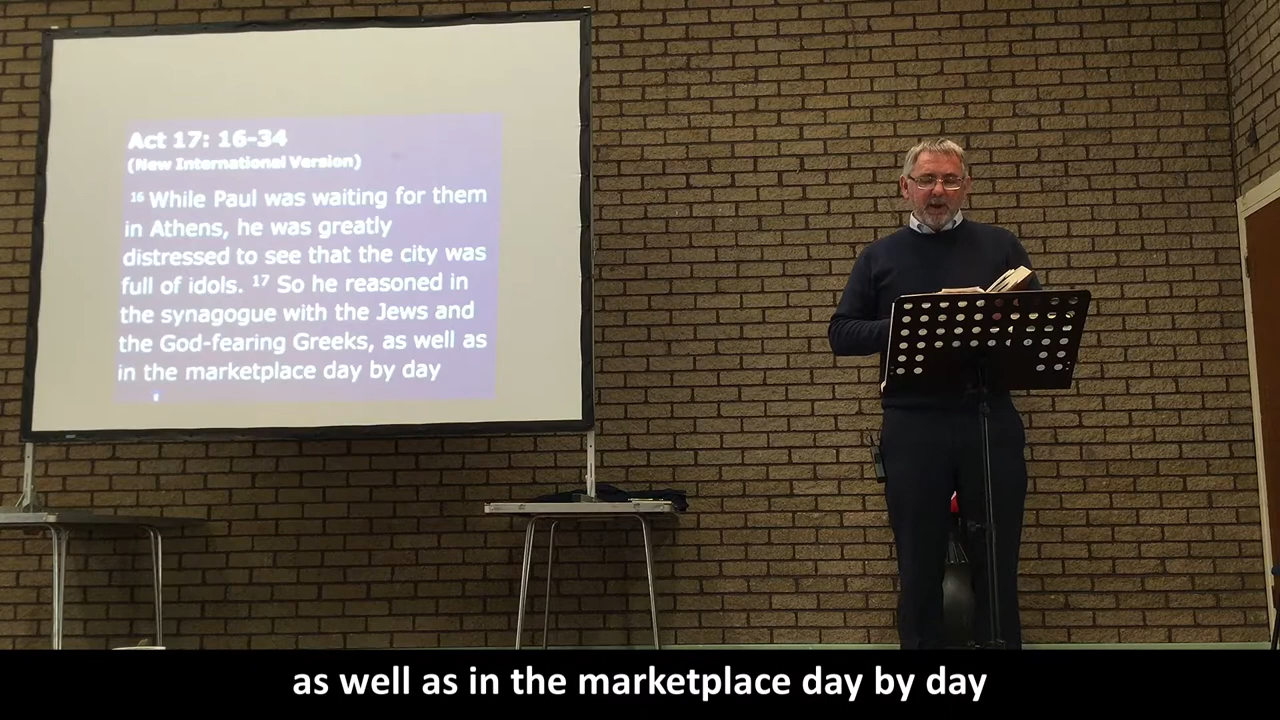 Act 17: 16-34
(New International Version)
16 While Paul was waiting for them
in Athens, he was greatly
distressed to see that the city was
full of idols. 17 So he reasoned in
the synagogue with the Jews and
the God-fearing Greeks, as well as
in the marketplace day by day
as well as in the marketplace day by day